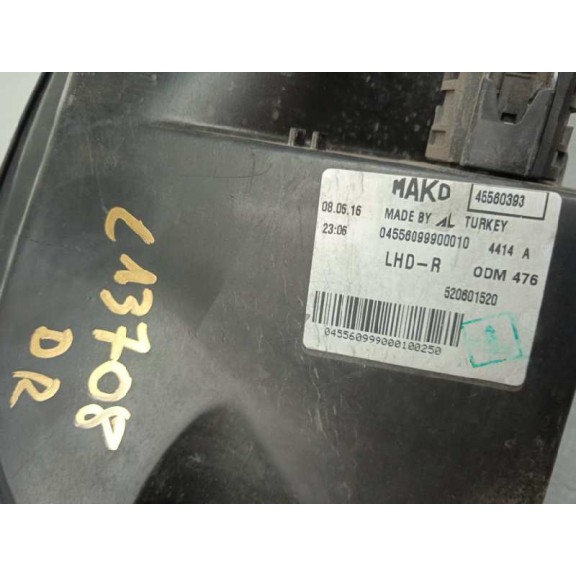 MAKO 45560393
08.06.16 MADE BY AL TURKEY
23:06 04556099900010 4414 A
LHD-R ODM 476
520601520
045560999000100250
CA3708
DR